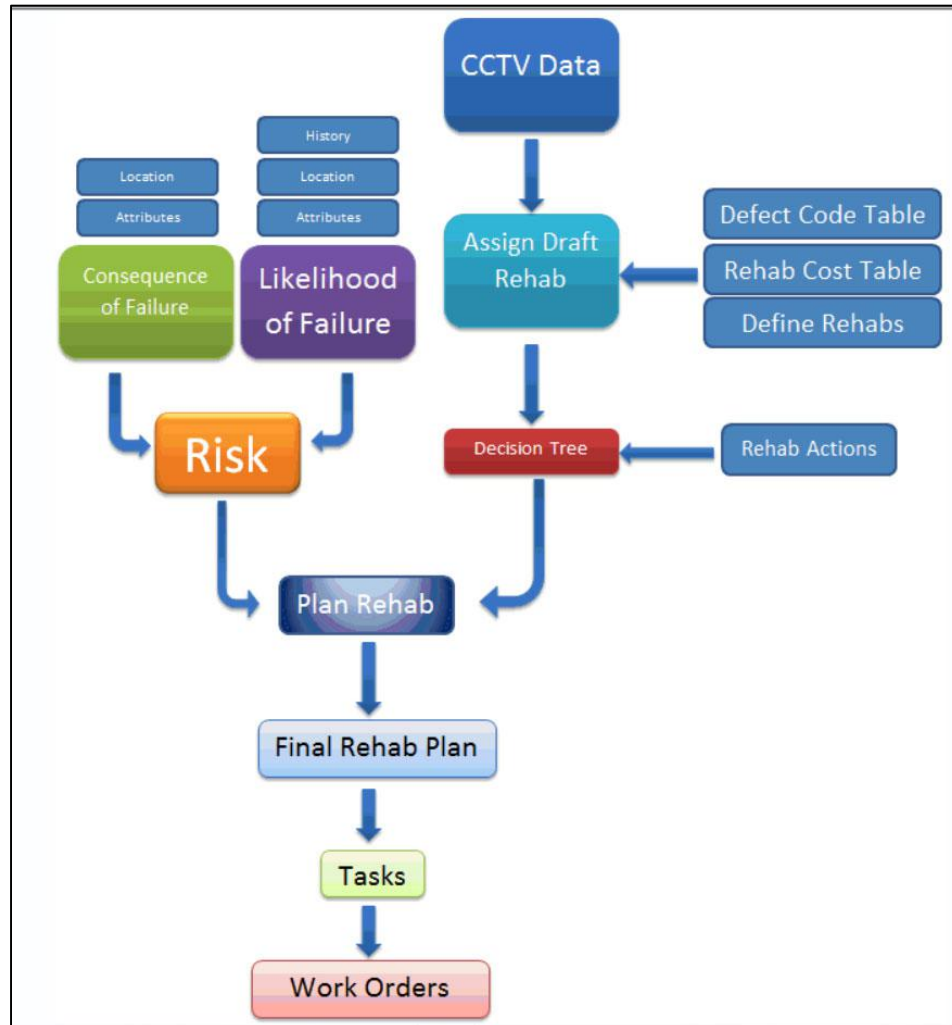 CCTV Data
History
Location
Location
Attributes
Attributes
Defect Code Table
Assign Draft
Rehab
Rehab Cost Table
Define Rehabs
Consequence
of Failure
Likelihood
of Failure
Risk
Decision Tree
Rehab Actions
Plan Rehab
Final Rehab Plan
Tasks
Work Orders